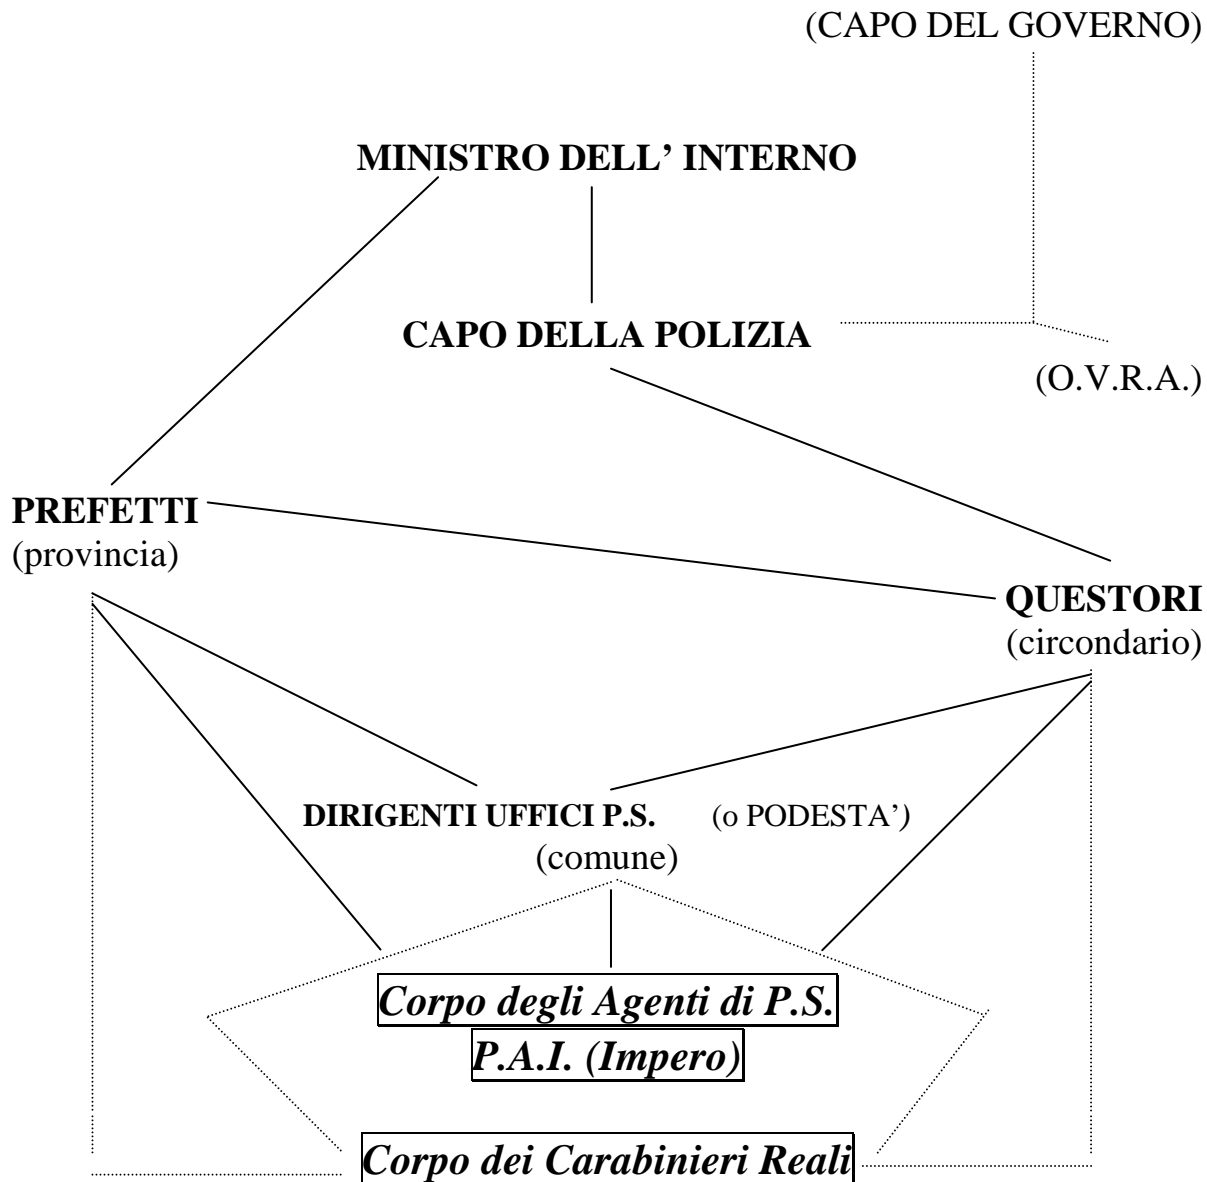 (CAPO DEL GOVERNO)
MINISTRO DELL’ INTERNO
CAPO DELLA POLIZIA
(O.V.R.A.)
PREFETTI
(provincia)
QUESTORI
(circondario)
DIRIGENTI UFFICI P.S. (o PODESTA’)
(comune)
Corpo degli Agenti di P.S.
P.A.I. (Impero)
Corpo dei Carabinieri Reali